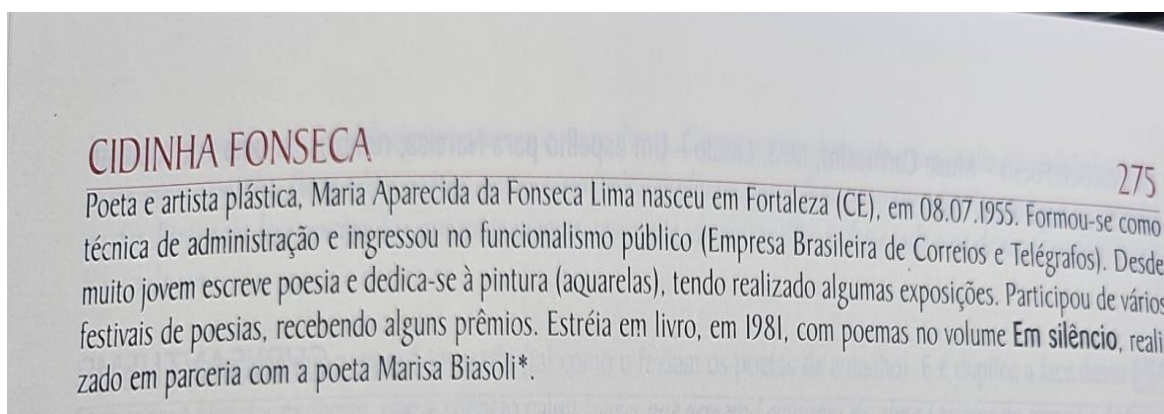 CIDINHA FONSECA
275
Poeta e artista plástica, Maria Aparecida da Fonseca Lima nasceu em Fortaleza (CE), em 08.07.1955. Formou-se como
técnica de administração e ingressou no funcionalismo público (Empresa Brasileira de Correios e Telégrafos). Desde
muito jovem escreve poesia e dedica-se à pintura (aquarelas), tendo realizado algumas exposições. Participou de vários
festivais de poesias, recebendo alguns prêmios. Estréia em livro, em 1981, com poemas no volume Em silêncio, reali
zado em parceria com a poeta Marisa Biasoli*.